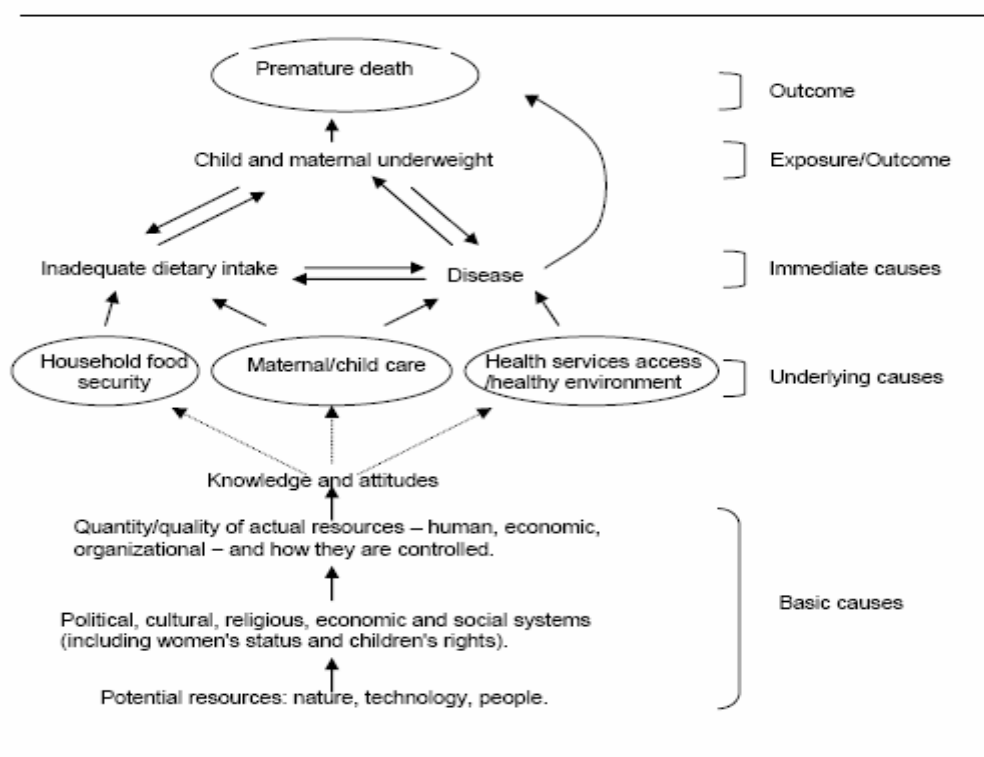 Premature death
Outcome
Child and maternal underweight
Exposure/Outcome
Inadequate dietary intake
Disease
Immediate causes
Household food
security
Maternal/child care
Health services access
/healthy environment
Underlying causes
Knowledge and attitudes
Quantity/quality of actual resources – human, economic,
organizational – and how they are controlled.
Basic causes
Political, cultural, religious, economic and social systems
(including women's status and children's rights).
Potential resources: nature, technology, people.